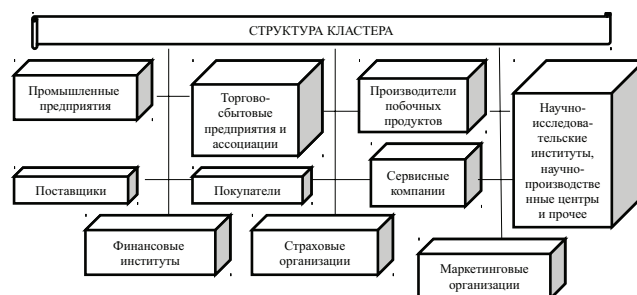 СТРУКТУРА КЛАСТЕРА
Промышленные
предприятия
Торгово-
сбытовые
предприятия и
ассоциации
Производители
побочных
продуктов
Научно-
исследова-
тельские
институты,
научно-
производстве
нные центры
и прочее
Поставщики
Покупатели
Сервисные
компании
Финансовые
институты
Страховые
организации
Маркетинговые
организации